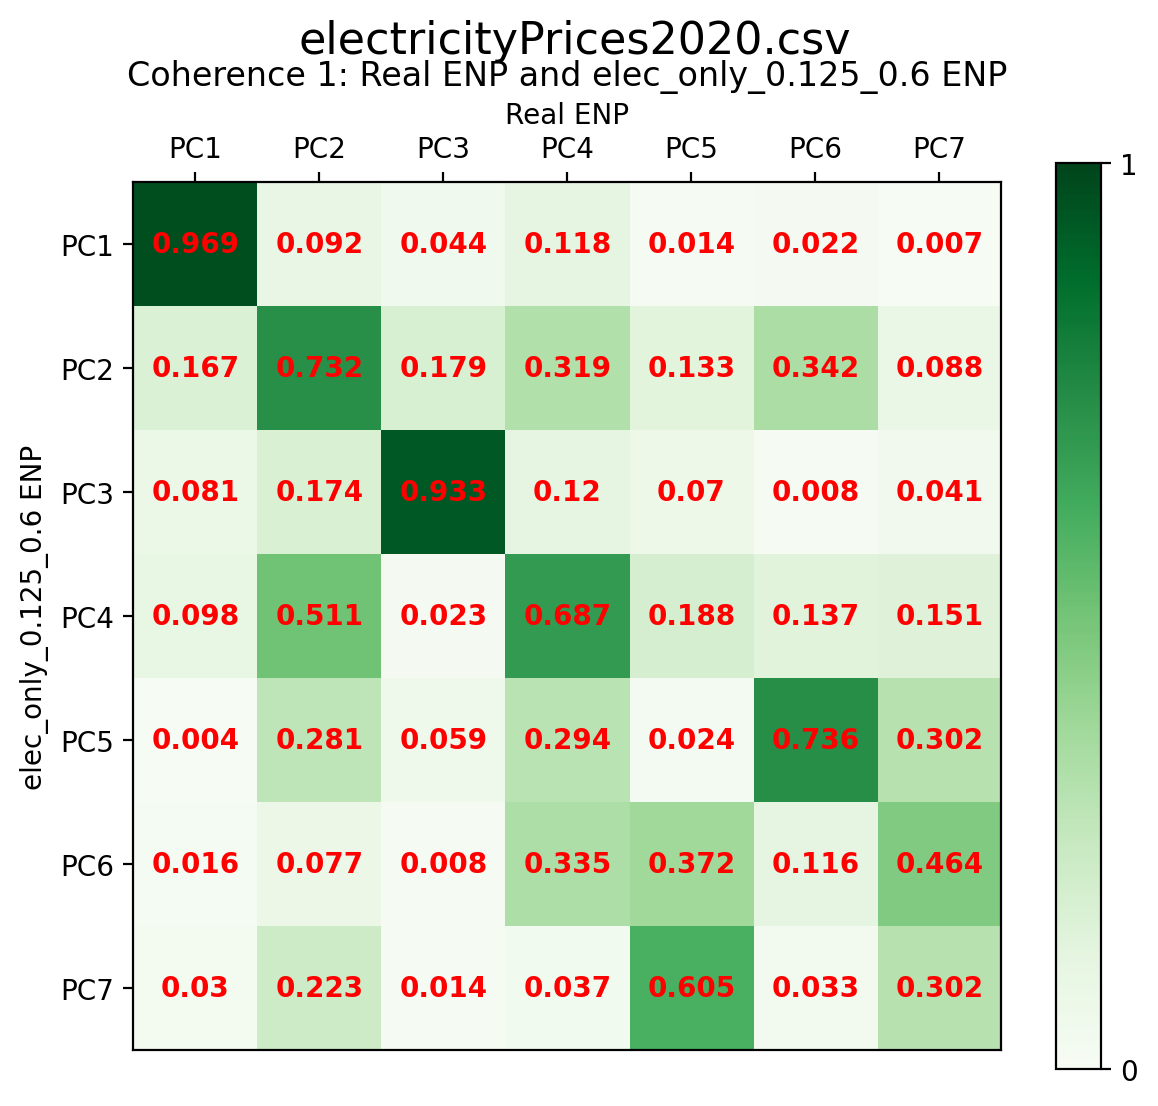 electricityPrices2020.csv
Coherence 1: Real ENP and elec_only_0.125_0.6 ENP
Real ENP
PC1 PC2 PC3 PC4 PC5 PC6 PC7
1
PC1 0.969 0.092 0.044 0.118 0.014 0.022 0.007
PC2 0.167 0.732 0.179 0.319 0.133 0.342 0.088
PC3 0.081 0.174 0.933 0.12 0.07 0.008 0.041
PC4 0.098 0.511 0.023 0.687 0.188 0.137 0.151
PC5 0.004 0.281 0.059 0.294 0.024 0.736 0.302
PC6 0.016 0.077 0.008 0.335 0.372 0.116 0.464
PC7 0.03 0.223 0.014 0.037 0.605 0.033 0.302
0
elec_only_0.125_0.6 ENP